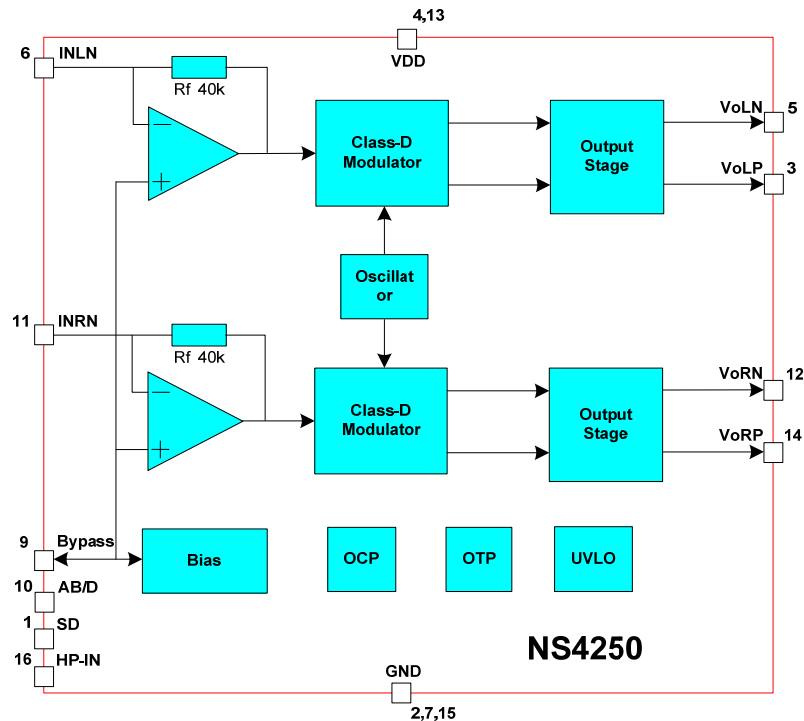 4,13
VDD
6 INLN
Rf 40k
Class-D
Modulator
Output
Stage
VoLN 5
VoLP 3
Oscillat
or
11 INRN
Rf 40k
Class-D
Modulator
Output
Stage
VoRN 12
VoRP 14
9 Bypass
Bias
OCP
OTP
UVLO
10 AB/D
1 SD
16 HP-IN
NS4250
GND
2,7,15